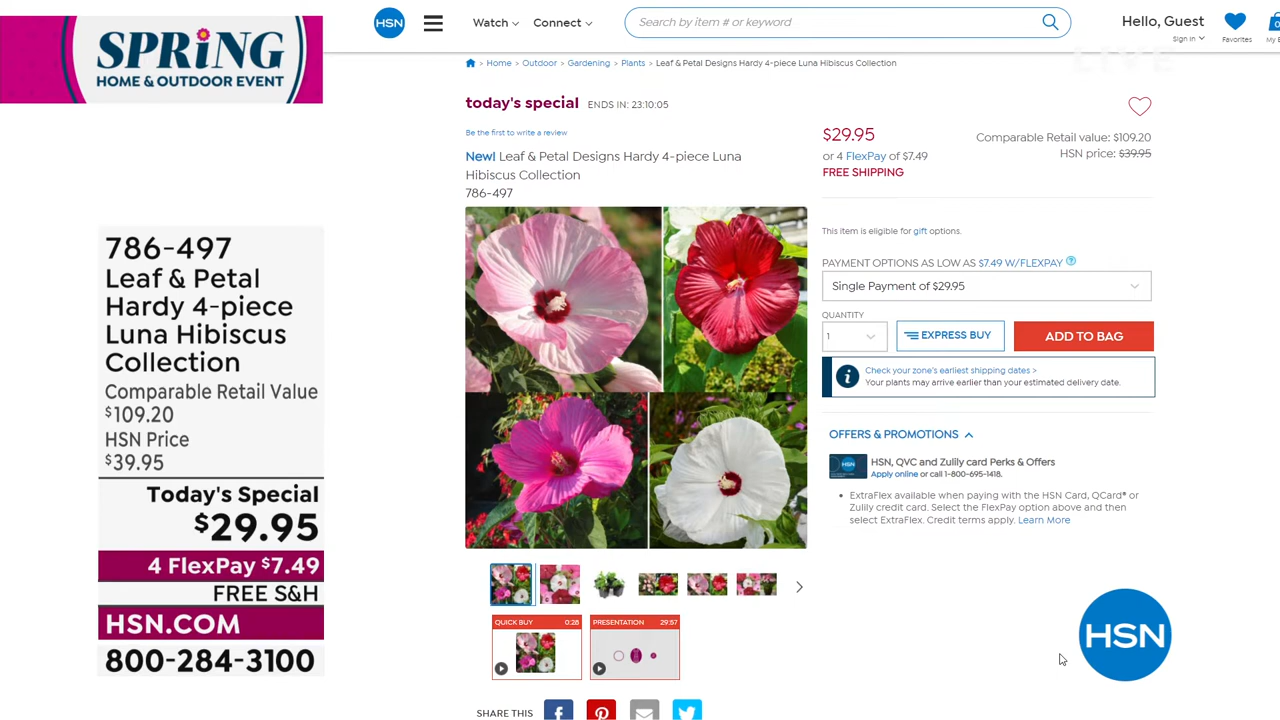 SPRING
HOME & OUTDOOR EVENT
786-497
Leaf & Petal
Hardy 4-piece
Luna Hibiscus
Collection
Comparable Retail Value
$109.20
HSN Price
$39.95
Today's Special
$29.95
4 FlexPay $7.49
FREE S&H
HSN.COM
800-284-3100
HSN
Watch
Connect
Search by item # or keyword
Hello, Guest
Sign In
Favorites
0
My
LIVE
> Home > Outdoor > Gardening > Plants > Leaf & Petal Designs Hardy 4-piece Luna Hibiscus Collection
today's special ENDS IN: 23:10:05
Be the first to write a review
New! Leaf & Petal Designs Hardy 4-piece Luna
Hibiscus Collection
786-497
$29.95
or 4 FlexPay of $7.49
FREE SHIPPING
Comparable Retail value: $109.20
HSN price: $39.95
This item is eligible for gift options.
PAYMENT OPTIONS AS LOW AS $7.49 W/FLEXPAY ?
Single Payment of $29.95
QUANTITY
1
EXPRESS BUY
ADD TO BAG
i
Check your zone's earliest shipping dates >
Your plants may arrive earlier than your estimated delivery date.
OFFERS & PROMOTIONS
HSN
HSN, QVC and Zulily card Perks & Offers
Apply online or call 1-800-695-1418.
• ExtraFlex available when paying with the HSN Card, QCard® or
Zulily credit card. Select the FlexPay option above and then
select ExtraFlex. Credit terms apply. Learn More
QUICK BUY 0:28
PRESENTATION 29:57
SHARE THIS
HSN